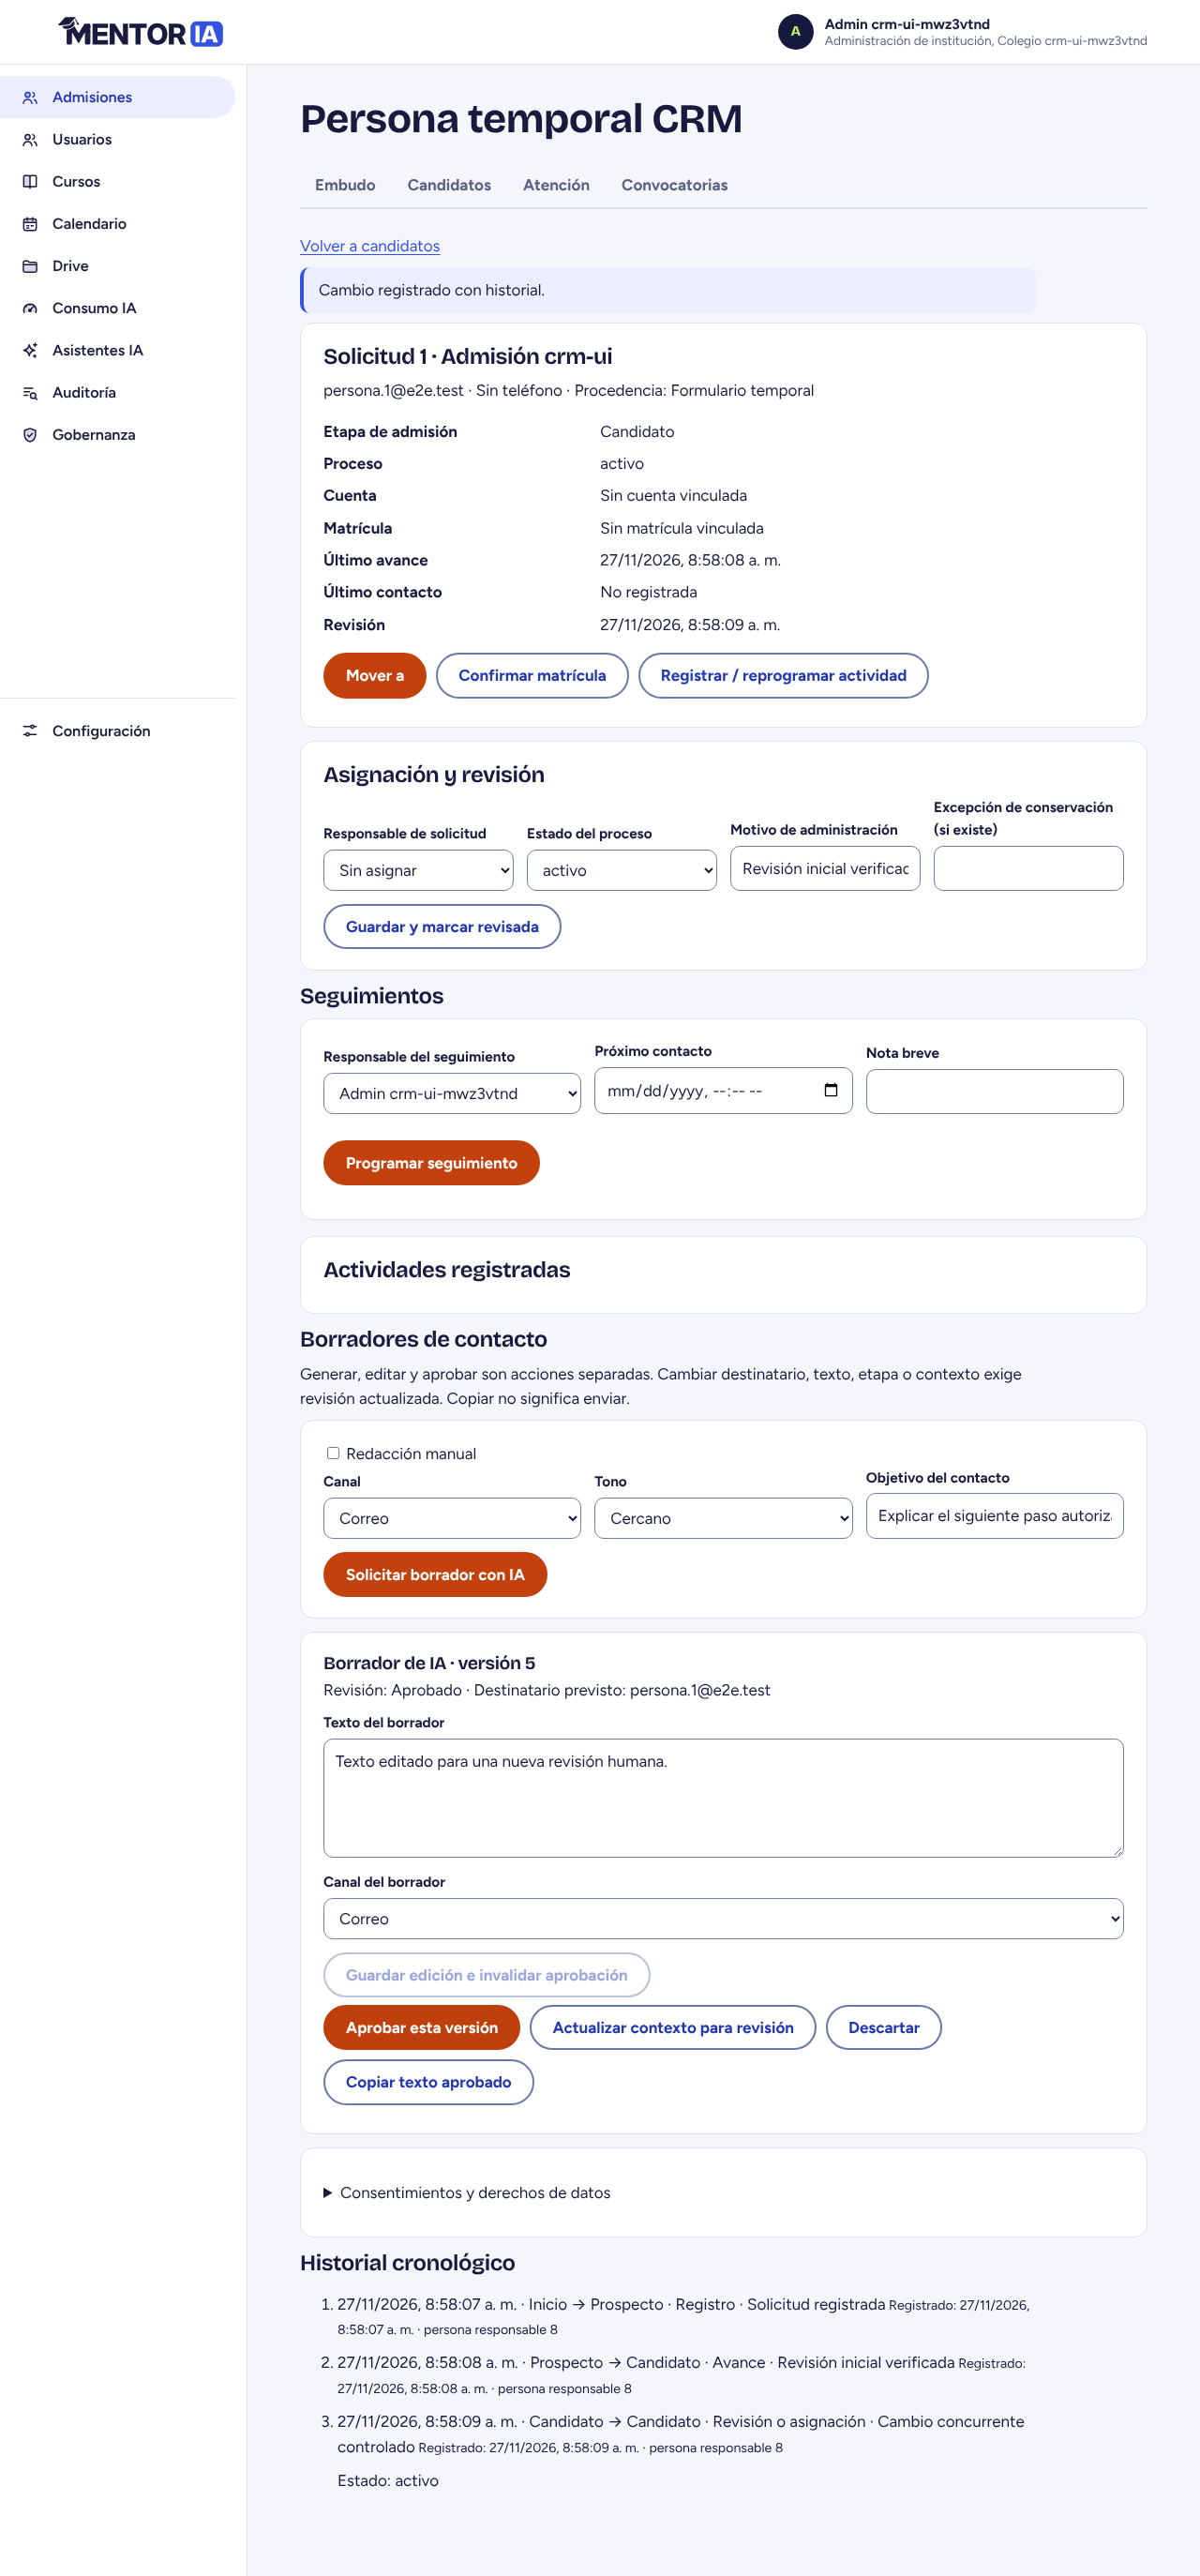 MENTOR IA
A
Admin crm-ui-mwz3vtnd
Administración de institución, Colegio crm-ui-mwz3vtnd
Admisiones
Usuarios
Cursos
Calendario
Drive
Consumo IA
Asistentes IA
Auditoría
Gobernanza
Configuración
Persona temporal CRM
Embudo
Candidatos
Atención
Convocatorias
Volver a candidatos
Cambio registrado con historial.
Solicitud 1 · Admisión crm-ui
persona.1@e2e.test · Sin teléfono · Procedencia: Formulario temporal
Etapa de admisión Candidato
Proceso activo
Cuenta Sin cuenta vinculada
Matrícula Sin matrícula vinculada
Último avance 27/11/2026, 8:58:08 a. m.
Último contacto No registrada
Revisión 27/11/2026, 8:58:09 a. m.
Mover a
Confirmar matrícula
Registrar / reprogramar actividad
Asignación y revisión
Responsable de solicitud
Sin asignar
Estado del proceso
activo
Motivo de administración
Revisión inicial verificac
Excepción de conservación
(si existe)
Guardar y marcar revisada
Seguimientos
Responsable del seguimiento
Admin crm-ui-mwz3vtnd
Próximo contacto
mm/dd/yyyy, --:-- --
Nota breve
Programar seguimiento
Actividades registradas
Borradores de contacto
Generar, editar y aprobar son acciones separadas. Cambiar destinatario, texto, etapa o contexto exige
revisión actualizada. Copiar no significa enviar.
Redacción manual
Canal
Correo
Tono
Cercano
Objetivo del contacto
Explicar el siguiente paso autoriza
Solicitar borrador con IA
Borrador de IA · versión 5
Revisión: Aprobado · Destinatario previsto: persona.1@e2e.test
Texto del borrador
Texto editado para una nueva revisión humana.
Canal del borrador
Correo
Guardar edición e invalidar aprobación
Aprobar esta versión
Actualizar contexto para revisión
Descartar
Copiar texto aprobado
Consentimientos y derechos de datos
Historial cronológico
1. 27/11/2026, 8:58:07 a. m. · Inicio → Prospecto · Registro · Solicitud registrada Registrado: 27/11/2026,
8:58:07 a. m. · persona responsable 8
2. 27/11/2026, 8:58:08 a. m. · Prospecto → Candidato · Avance · Revisión inicial verificada Registrado:
27/11/2026, 8:58:08 a. m. · persona responsable 8
3. 27/11/2026, 8:58:09 a. m. · Candidato → Candidato · Revisión o asignación · Cambio concurrente
controlado Registrado: 27/11/2026, 8:58:09 a. m. · persona responsable 8
Estado: activo